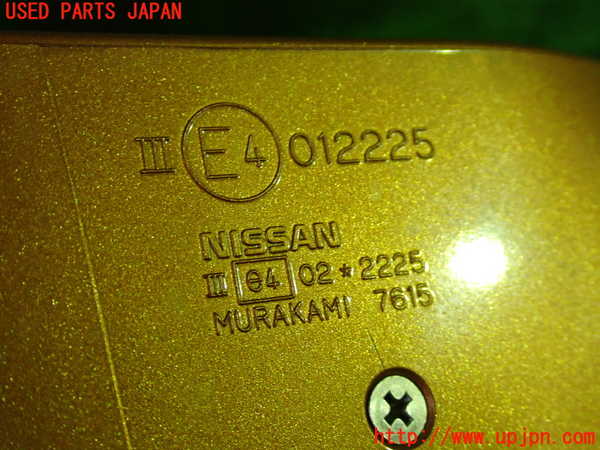 USED PARTS JAPAN
III E4 012225
NISSAN
III e4 02*2225
MURAKAMI 7615
http://www.upjpn.com